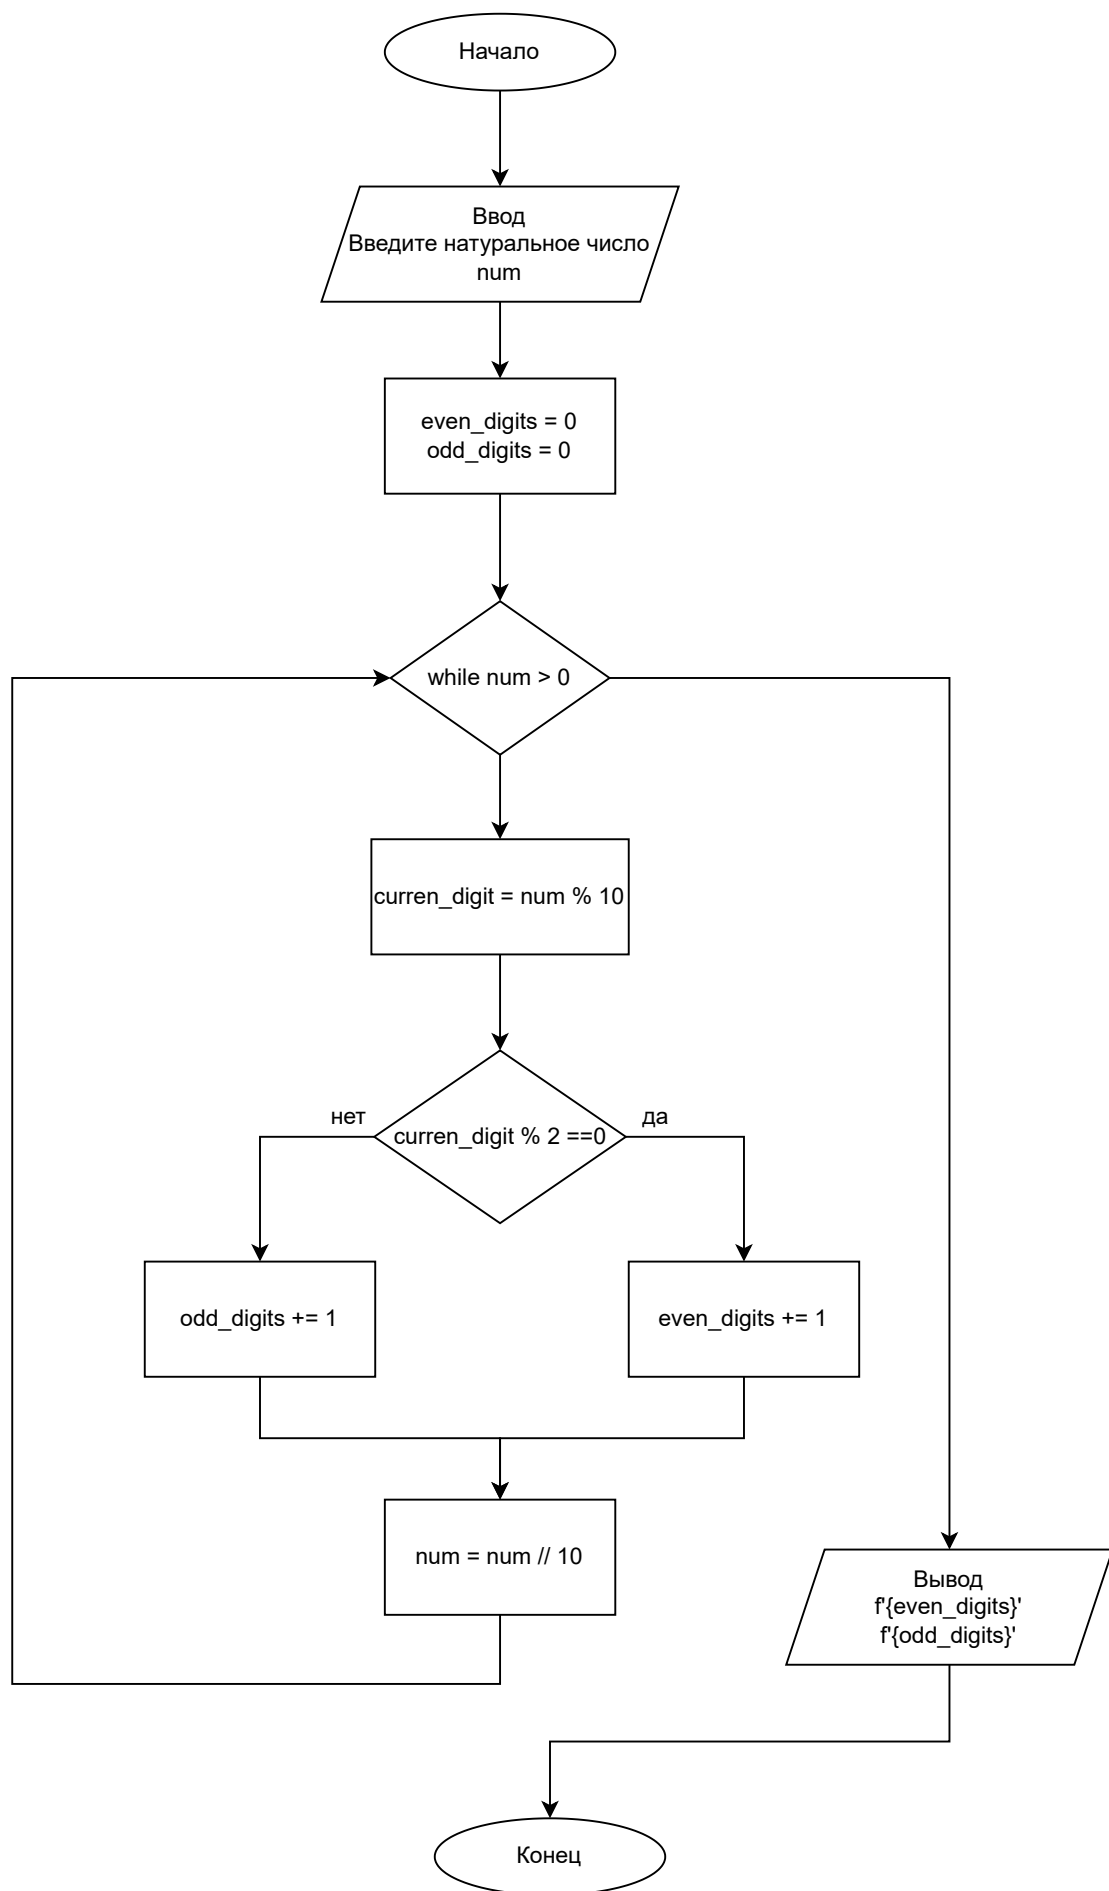 Начало
Ввод
Введите натуральное число
num
even_digits = 0
odd_digits = 0
while num > 0
curren_digit = num % 10
нет
да
curren_digit % 2 ==0
odd_digits += 1
even_digits += 1
num = num // 10
Вывод
f'{even_digits}'
f'{odd_digits}'
Конец